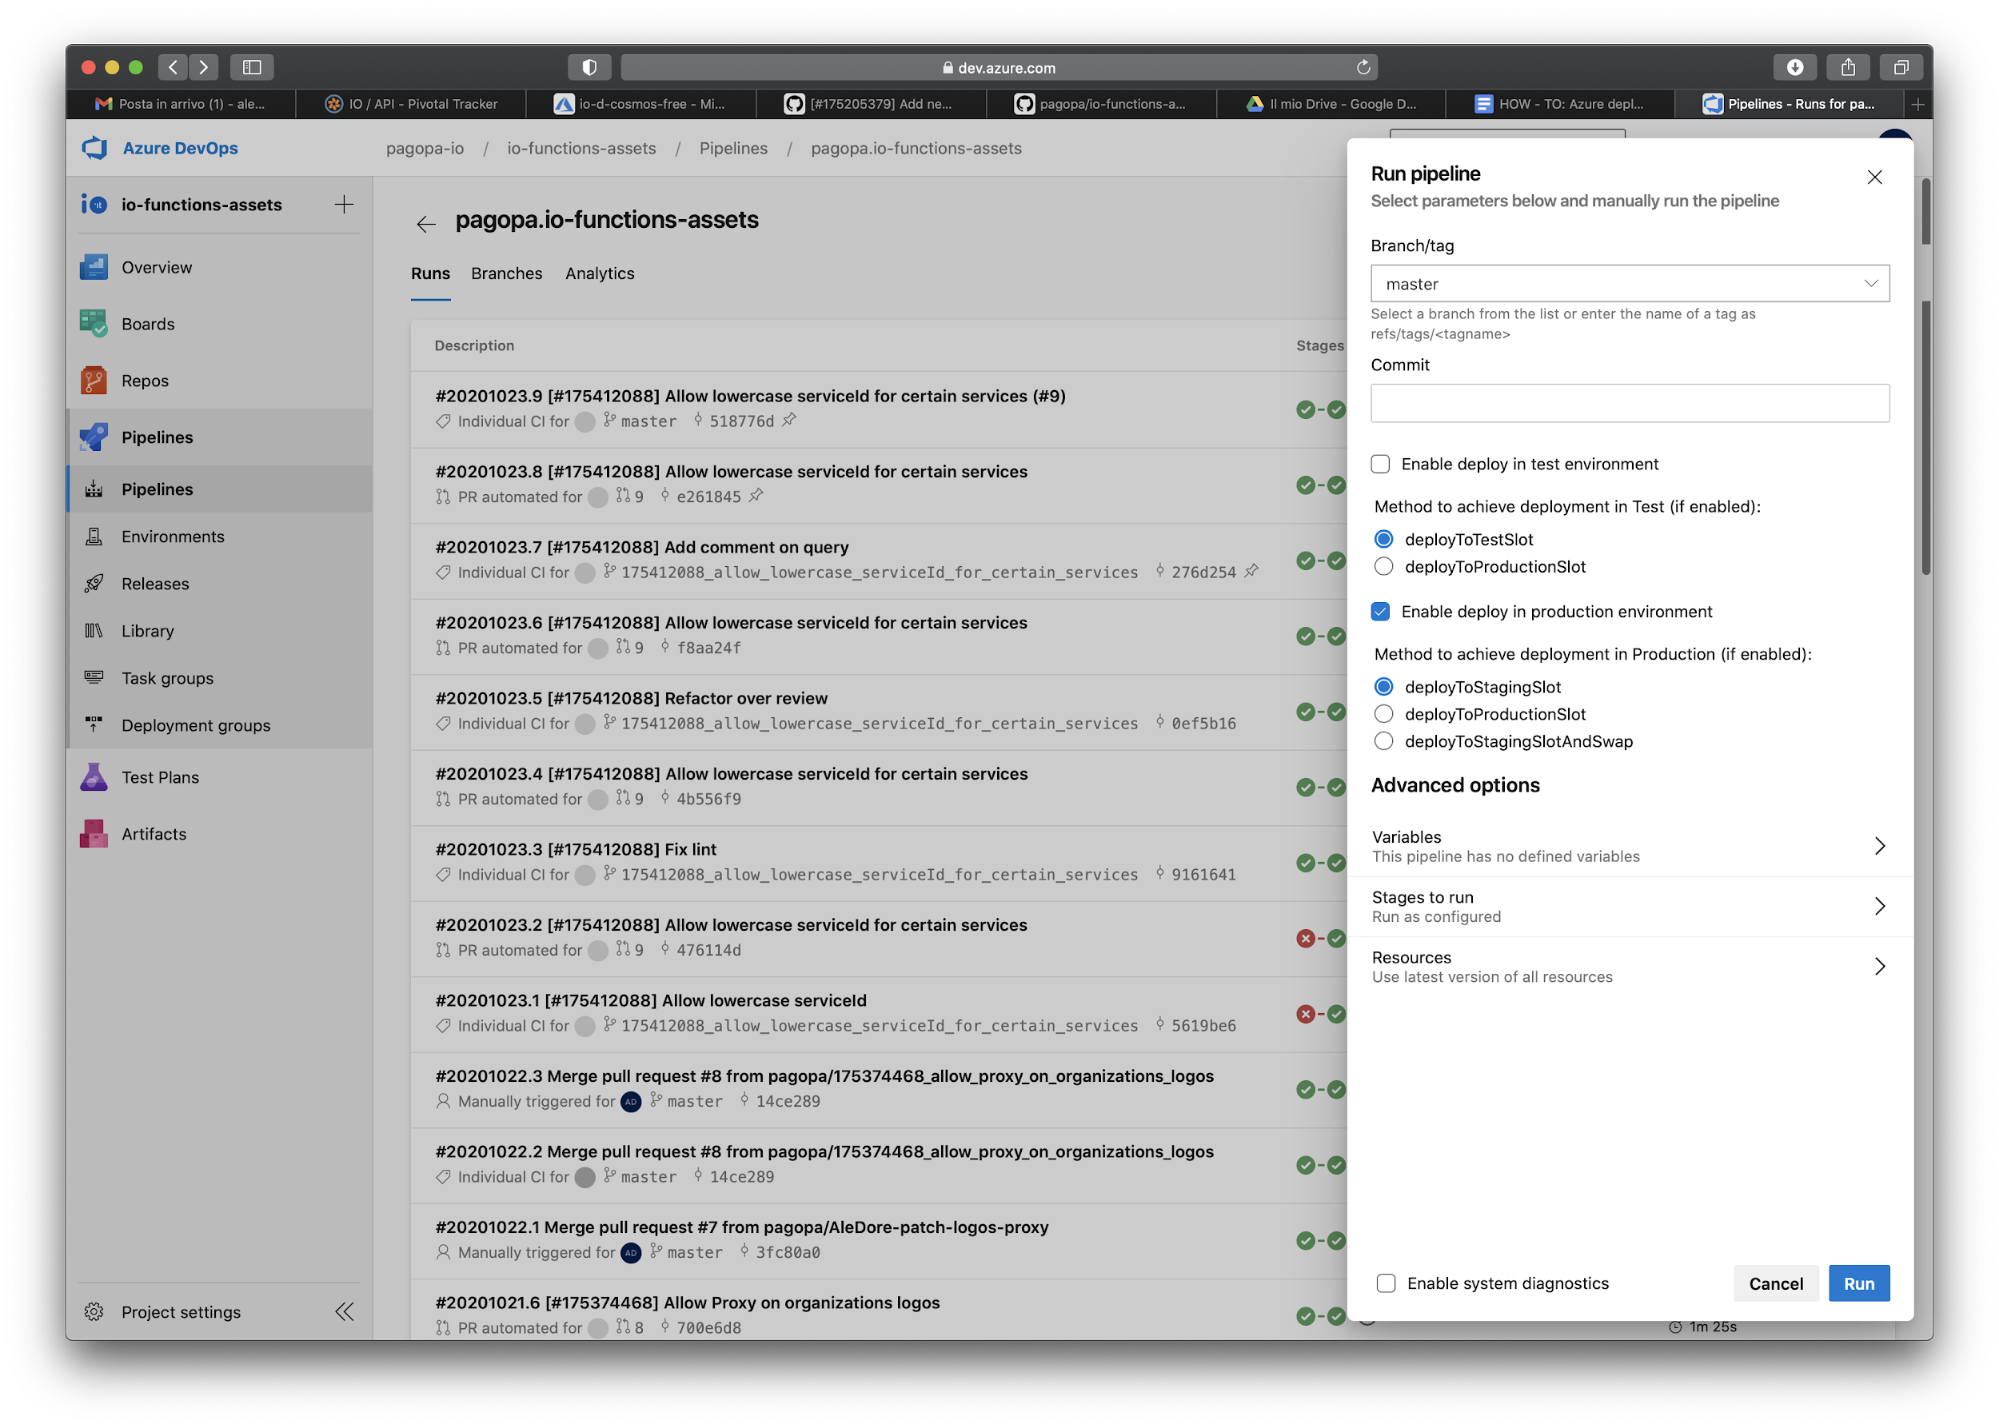 dev.azure.com
Posta in arrivo (1) - ale...
IO / API - Pivotal Tracker
io-d-cosmos-free - Mi...
[#175205379] Add ne...
pagopa/io-functions-a...
Il mio Drive - Google D...
HOW - TO: Azure depl...
Pipelines - Runs for pa...
Azure DevOps
pagopa-io / io-functions-assets / Pipelines / pagopa.io-functions-assets
io-functions-assets
Overview
Boards
Repos
Pipelines
Pipelines
Environments
Releases
Library
Task groups
Deployment groups
Test Plans
Artifacts
Project settings
pagopa.io-functions-assets
Runs Branches Analytics
Description Stages
#20201023.9 [#175412088] Allow lowercase serviceId for certain services (#9)
Individual CI for master 518776d
#20201023.8 [#175412088] Allow lowercase serviceId for certain services
PR automated for 9 e261845
#20201023.7 [#175412088] Add comment on query
Individual CI for 175412088_allow_lowercase_serviceId_for_certain_services 276d254
#20201023.6 [#175412088] Allow lowercase serviceId for certain services
PR automated for 9 f8aa24f
#20201023.5 [#175412088] Refactor over review
Individual CI for 175412088_allow_lowercase_serviceId_for_certain_services 0ef5b16
#20201023.4 [#175412088] Allow lowercase serviceId for certain services
PR automated for 9 4b556f9
#20201023.3 [#175412088] Fix lint
Individual CI for 175412088_allow_lowercase_serviceId_for_certain_services 9161641
#20201023.2 [#175412088] Allow lowercase serviceId for certain services
PR automated for 9 476114d
#20201023.1 [#175412088] Allow lowercase serviceId
Individual CI for 175412088_allow_lowercase_serviceId_for_certain_services 5619be6
#20201022.3 Merge pull request #8 from pagopa/175374468_allow_proxy_on_organizations_logos
Manually triggered for AD master 14ce289
#20201022.2 Merge pull request #8 from pagopa/175374468_allow_proxy_on_organizations_logos
Individual CI for master 14ce289
#20201022.1 Merge pull request #7 from pagopa/AleDore-patch-logos-proxy
Manually triggered for AD master 3fc80a0
#20201021.6 [#175374468] Allow Proxy on organizations logos
PR automated for 8 700e6d8
1m 25s
Run pipeline
Select parameters below and manually run the pipeline
Branch/tag
master
Select a branch from the list or enter the name of a tag as
refs/tags/<tagname>
Commit
Enable deploy in test environment
Method to achieve deployment in Test (if enabled):
deployToTestSlot
deployToProductionSlot
Enable deploy in production environment
Method to achieve deployment in Production (if enabled):
deployToStagingSlot
deployToProductionSlot
deployToStagingSlotAndSwap
Advanced options
Variables
This pipeline has no defined variables
Stages to run
Run as configured
Resources
Use latest version of all resources
Enable system diagnostics
Cancel
Run